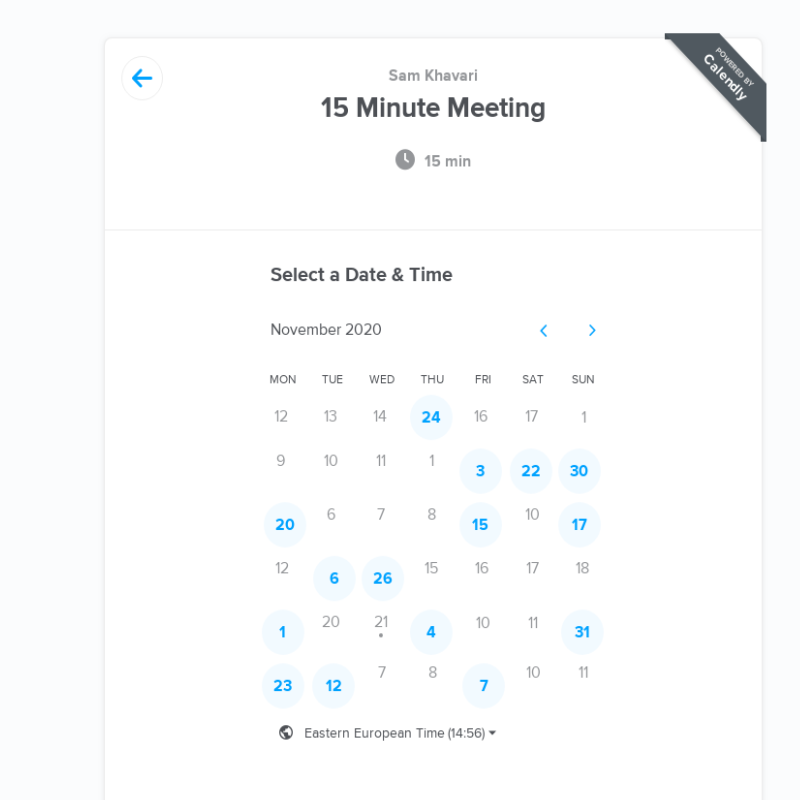 POWERED BY
Calendly
Sam Khavari
15 Minute Meeting
15 min
Select a Date & Time
November 2020
MON TUE WED THU FRI SAT SUN
12 13 14 24 16 17 1
9 10 11 1 3 22 30
20 6 7 8 15 10 17
12 6 26 15 16 17 18
1 20 21 4 10 11 31
23 12 7 8 7 10 11
Eastern European Time (14:56)